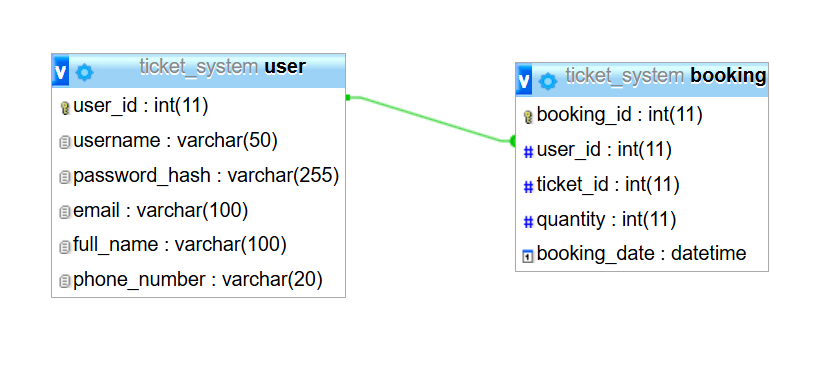 v ticket_system user
user_id : int(11)
username : varchar(50)
password_hash : varchar(255)
email : varchar(100)
full_name : varchar(100)
phone_number : varchar(20)
v ticket_system booking
booking_id : int(11)
# user_id : int(11)
# ticket_id : int(11)
# quantity : int(11)
booking_date : datetime